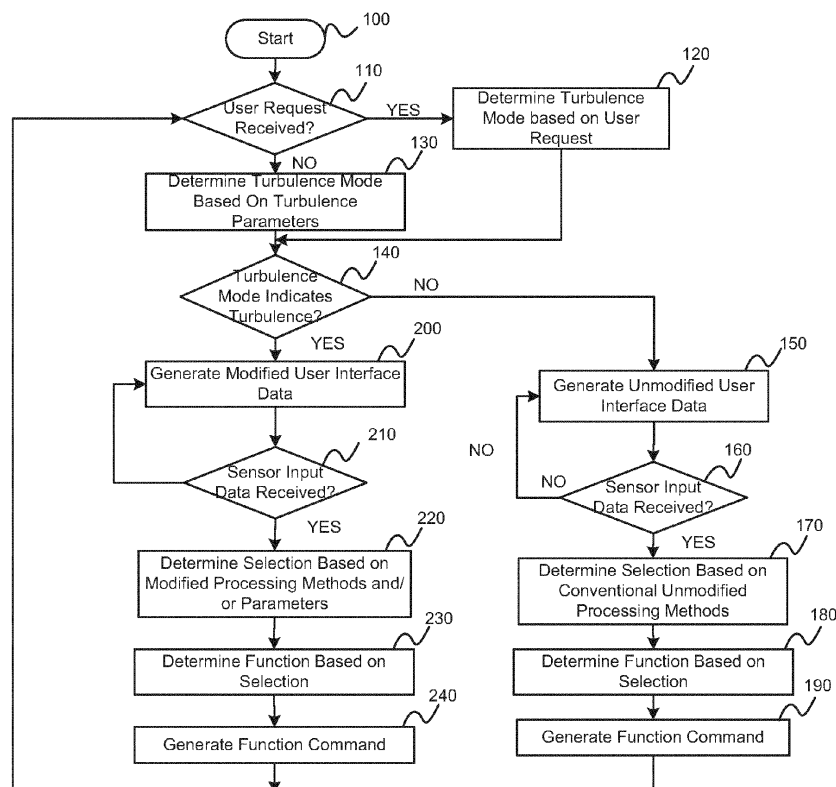 100
Start
110
User Request
Received?
YES
120
Determine Turbulence
Mode based on User
Request
NO
130
Determine Turbulence Mode
Based On Turbulence
Parameters
140
Turbulence
Mode Indicates
Turbulence?
NO
YES
200
Generate Modified User Interface
Data
150
Generate Unmodified User
Interface Data
210
Sensor Input
Data Received?
YES
NO
NO
160
Sensor Input
Data Received?
YES
220
Determine Selection Based on
Modified Processing Methods and/
or Parameters
170
Determine Selection Based on
Conventional Unmodified
Processing Methods
230
Determine Function Based on
Selection
180
Determine Function Based on
Selection
240
Generate Function Command
190
Generate Function Command